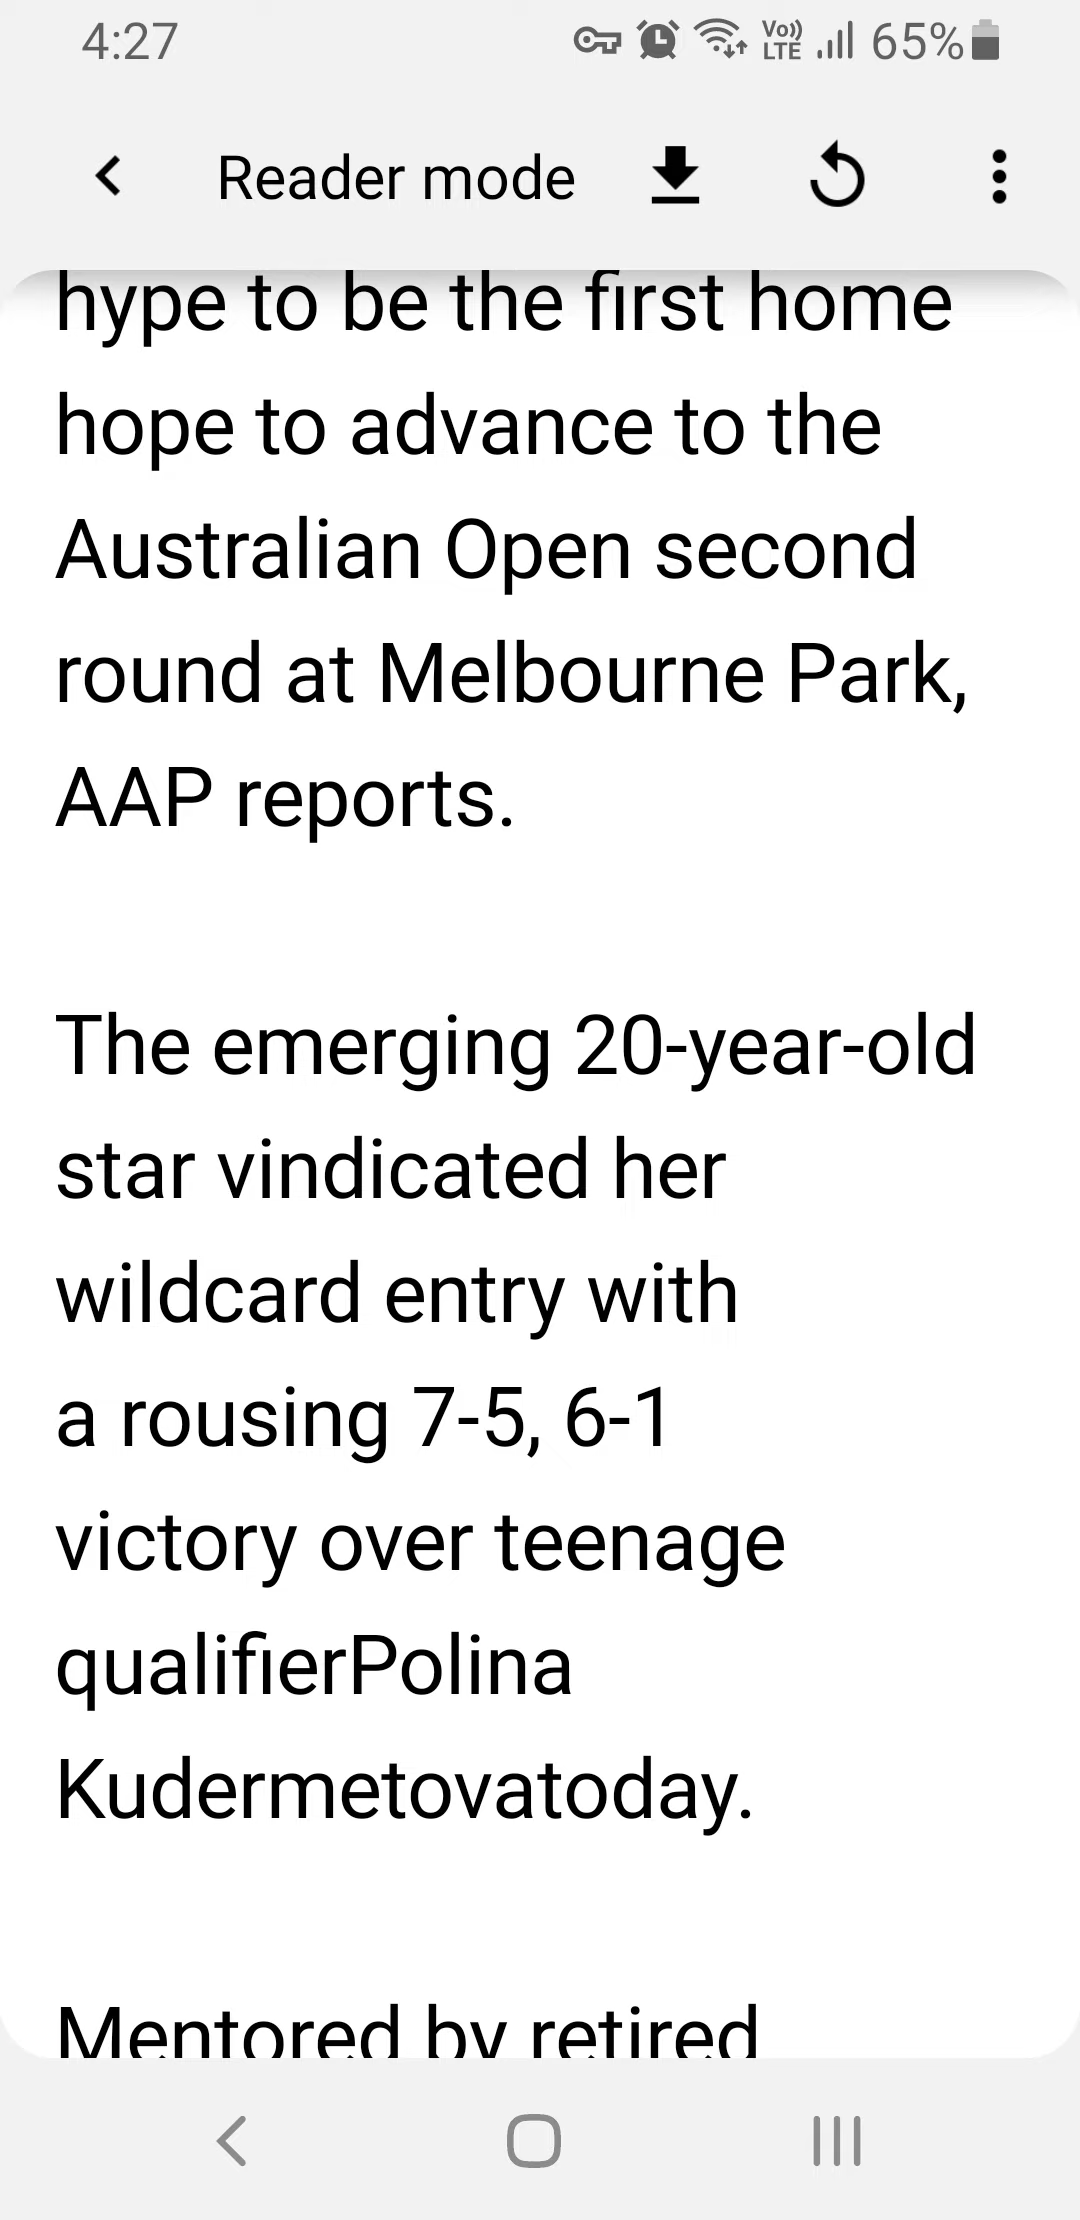 4:27
Vo)) LTE 65%
Reader mode
hype to be the first home
hope to advance to the
Australian Open second
round at Melbourne Park,
AAP reports.
The emerging 20-year-old
star vindicated her
wildcard entry with
a rousing 7-5, 6-1
victory over teenage
qualifierPolina
Kudermetovatoday.
Mentored by retired